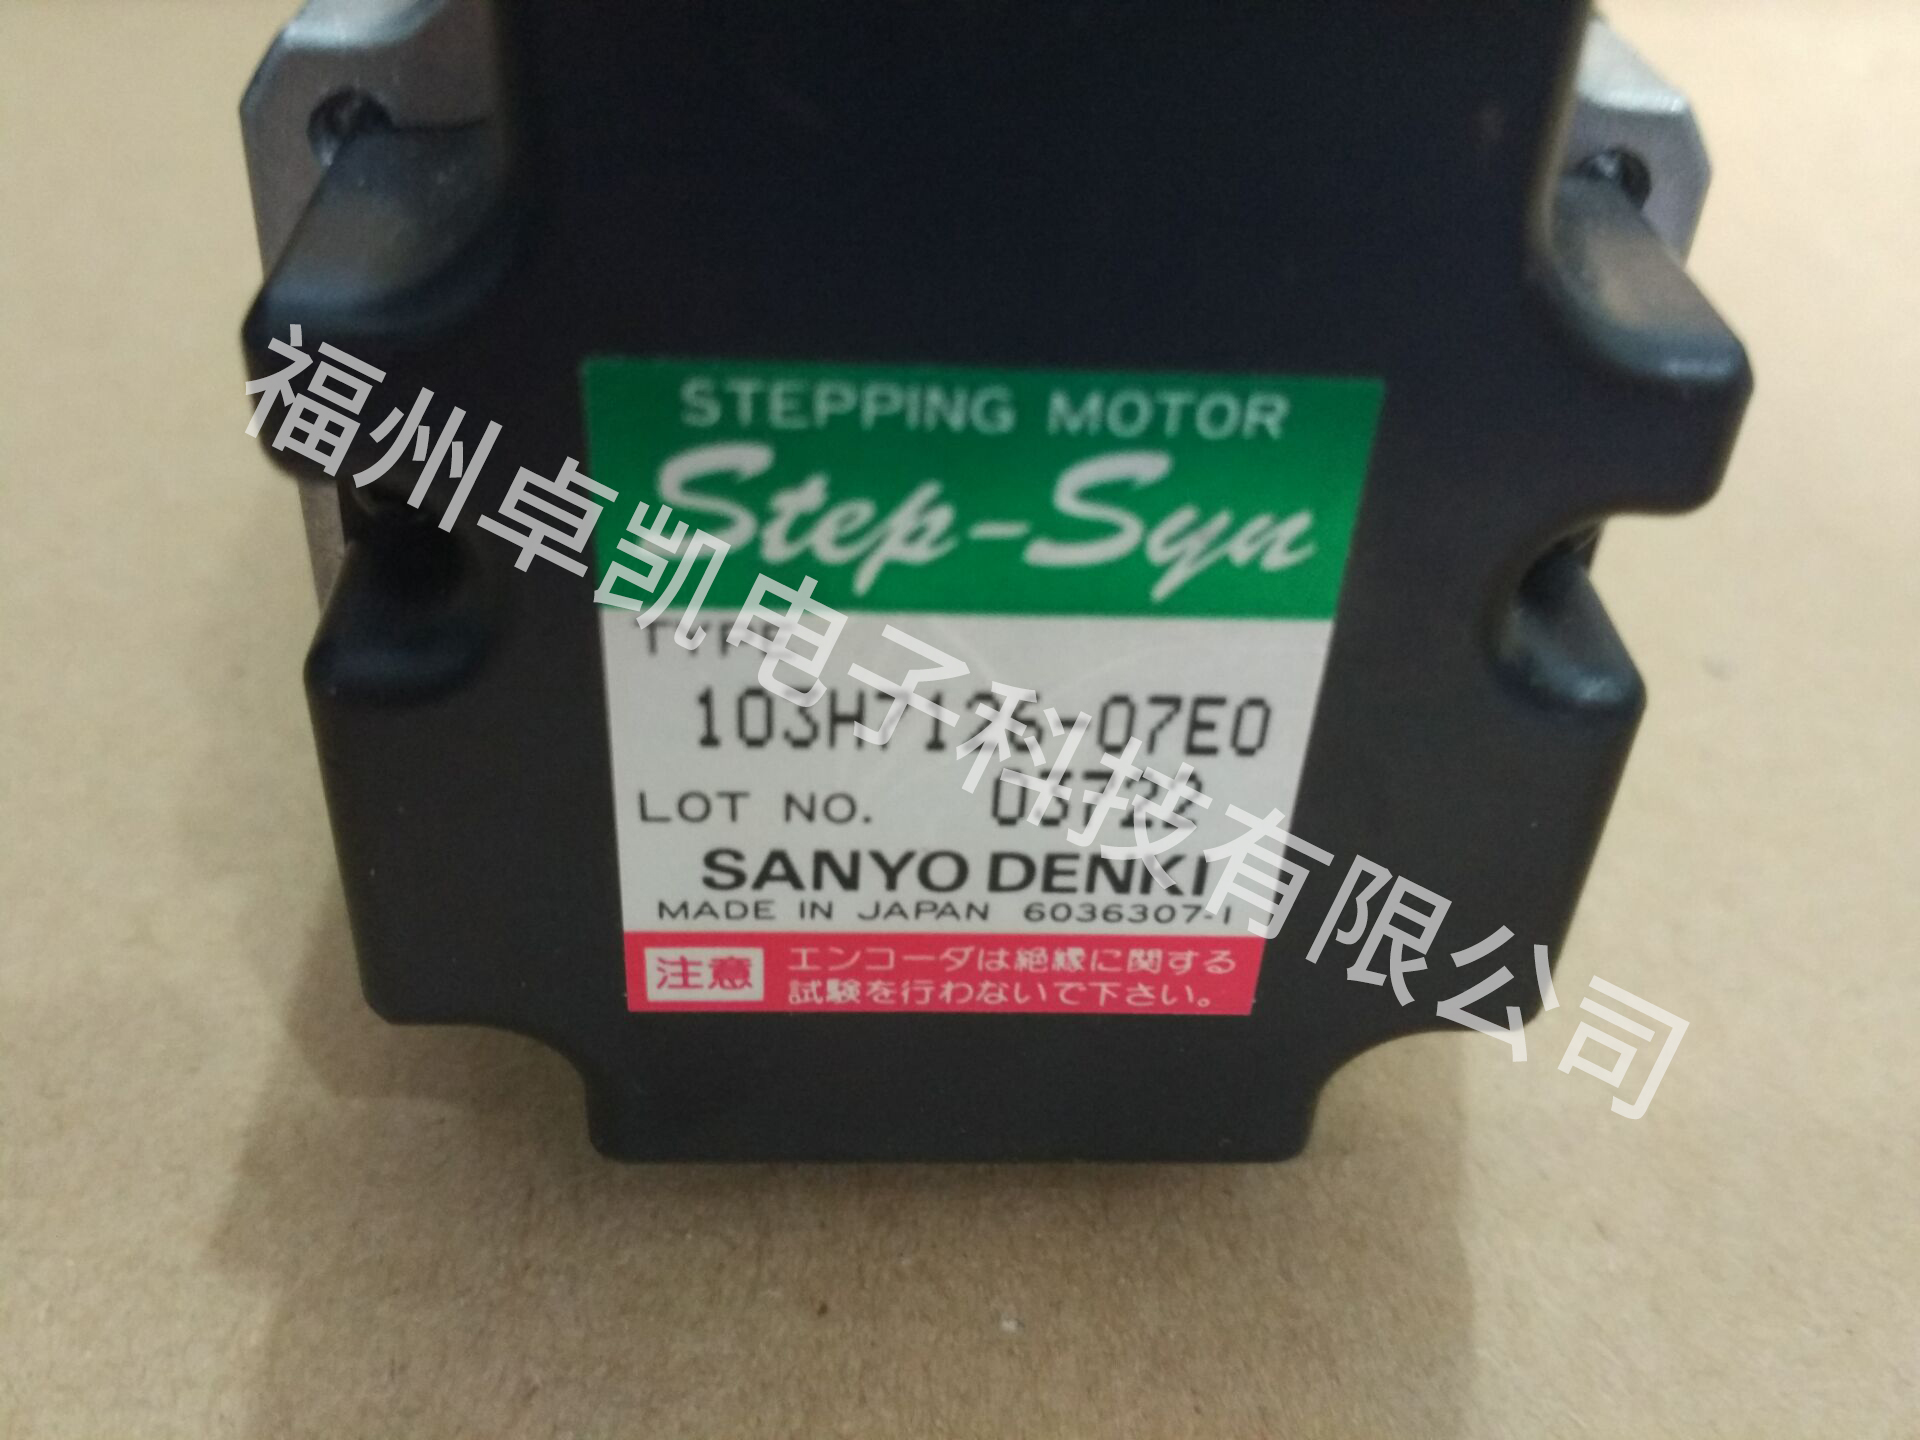 STEPPING MOTOR
Step-Syn
TYPE
103H7126-07E0
LOT NO. 03722
SANYO DENKI
MADE IN JAPAN 6036307-1
注意 エンコーダは絶縁に関する
試験を行わないで下さい。
福州卓凯电子科技有限公司